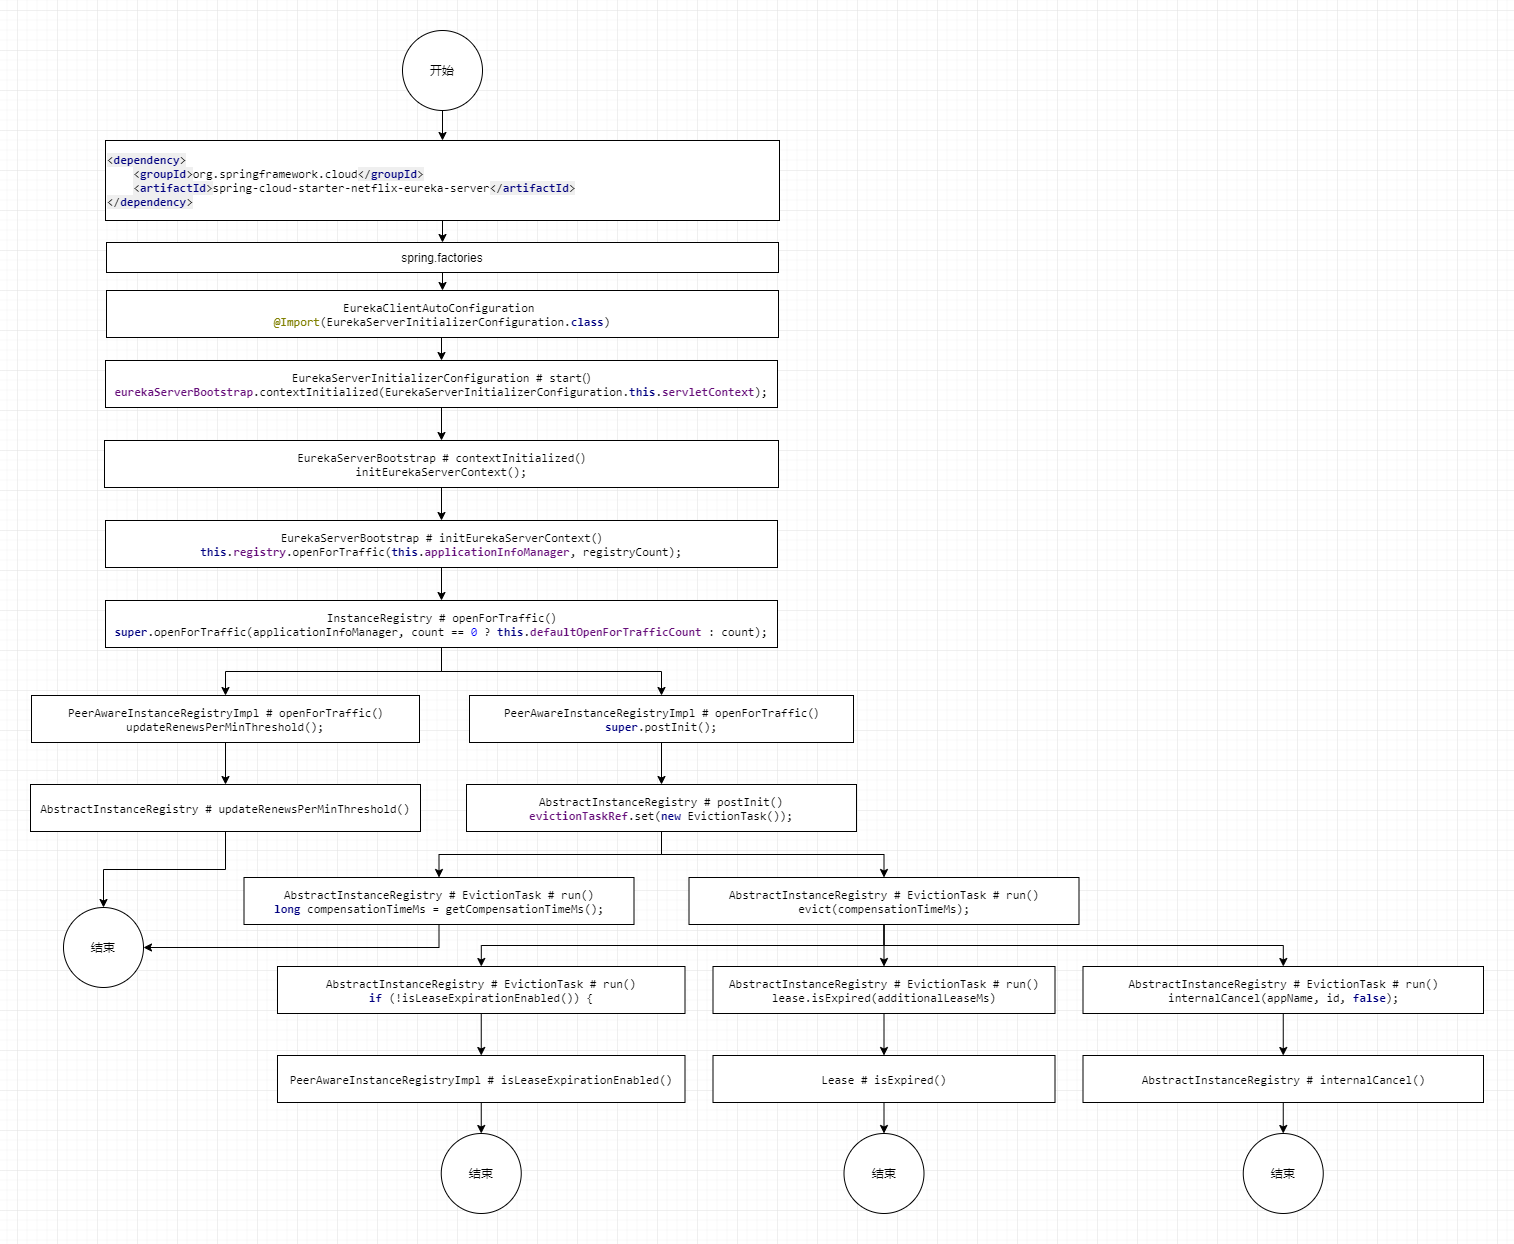 开始
<dependency>
    <groupId>org.springframework.cloud</groupId>
    <artifactId>spring-cloud-starter-netflix-eureka-server</artifactId>
</dependency>
spring.factories
EurekaClientAutoConfiguration
@Import(EurekaServerInitializerConfiguration.class)
EurekaServerInitializerConfiguration # start()
eurekaServerBootstrap.contextInitialized(EurekaServerInitializerConfiguration.this.servletContext);
EurekaServerBootstrap # contextInitialized()
initEurekaServerContext();
EurekaServerBootstrap # initEurekaServerContext()
this.registry.openForTraffic(this.applicationInfoManager, registryCount);
InstanceRegistry # openForTraffic()
super.openForTraffic(applicationInfoManager, count == 0 ? this.defaultOpenForTrafficCount : count);
PeerAwareInstanceRegistryImpl # openForTraffic()
updateRenewsPerMinThreshold();
PeerAwareInstanceRegistryImpl # openForTraffic()
super.postInit();
AbstractInstanceRegistry # updateRenewsPerMinThreshold()
AbstractInstanceRegistry # postInit()
evictionTaskRef.set(new EvictionTask());
AbstractInstanceRegistry # EvictionTask # run()
long compensationTimeMs = getCompensationTimeMs();
AbstractInstanceRegistry # EvictionTask # run()
evict(compensationTimeMs);
结束
AbstractInstanceRegistry # EvictionTask # run()
if (!isLeaseExpirationEnabled()) {
AbstractInstanceRegistry # EvictionTask # run()
lease.isExpired(additionalLeaseMs)
AbstractInstanceRegistry # EvictionTask # run()
internalCancel(appName, id, false);
PeerAwareInstanceRegistryImpl # isLeaseExpirationEnabled()
Lease # isExpired()
AbstractInstanceRegistry # internalCancel()
结束
结束
结束